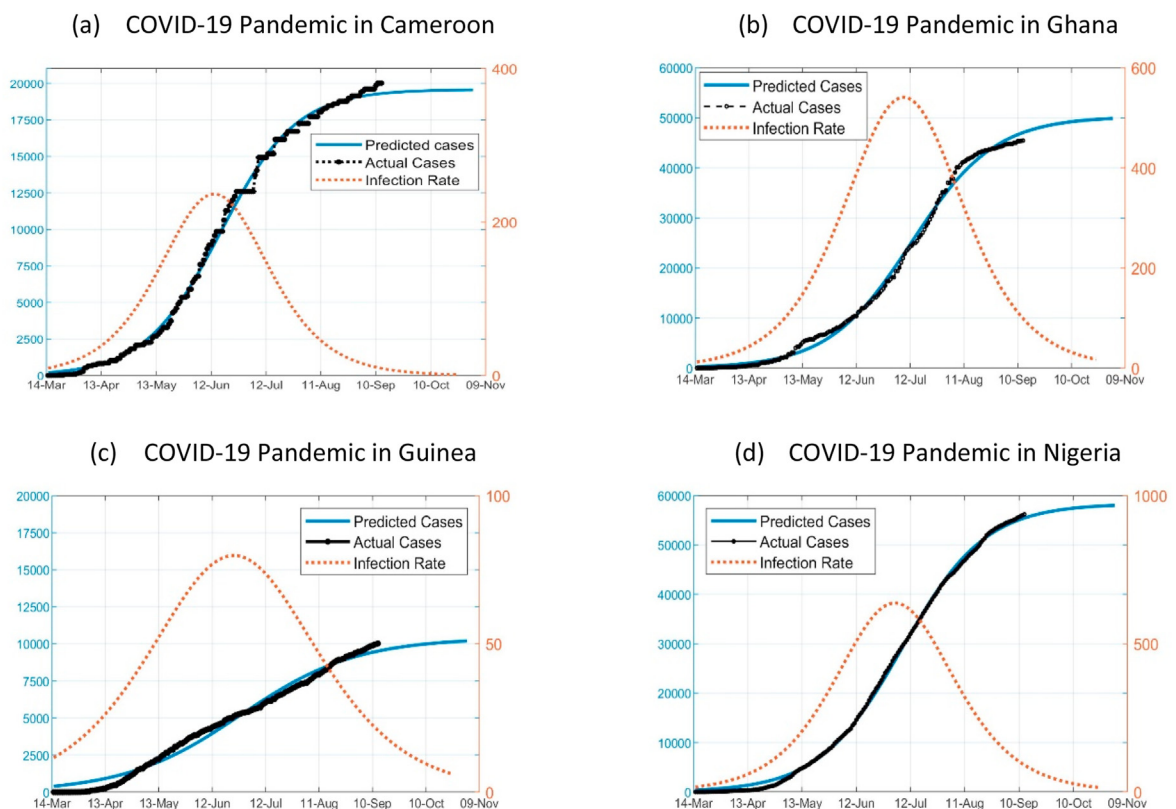 (a) COVID-19 Pandemic in Cameroon
400
20000
17500
15000
12500
10000
7500
5000
2500
0
200
0
Predicted cases
Actual Cases
Infection Rate
14-Mar 13-Apr 13-May 12-Jun 12-Jul 11-Aug 10-Sep 10-Oct 09-Nov
(b) COVID-19 Pandemic in Ghana
60000
50000
40000
30000
20000
10000
0
600
400
200
0
Predicted Cases
Actual Cases
Infection Rate
14-Mar 13-Apr 13-May 12-Jun 12-Jul 11-Aug 10-Sep 10-Oct 09-Nov
(c) COVID-19 Pandemic in Guinea
20000
17500
15000
12500
10000
7500
5000
2500
0
100
50
0
Predicted Cases
Actual Cases
Infection Rate
14-Mar 13-Apr 13-May 12-Jun 12-Jul 11-Aug 10-Sep 10-Oct 09-Nov
(d) COVID-19 Pandemic in Nigeria
60000
50000
40000
30000
20000
10000
0
1000
500
0
Predicted Cases
Actual Cases
Infection Rate
14-Mar 13-Apr 13-May 12-Jun 12-Jul 11-Aug 10-Sep 10-Oct 09-Nov